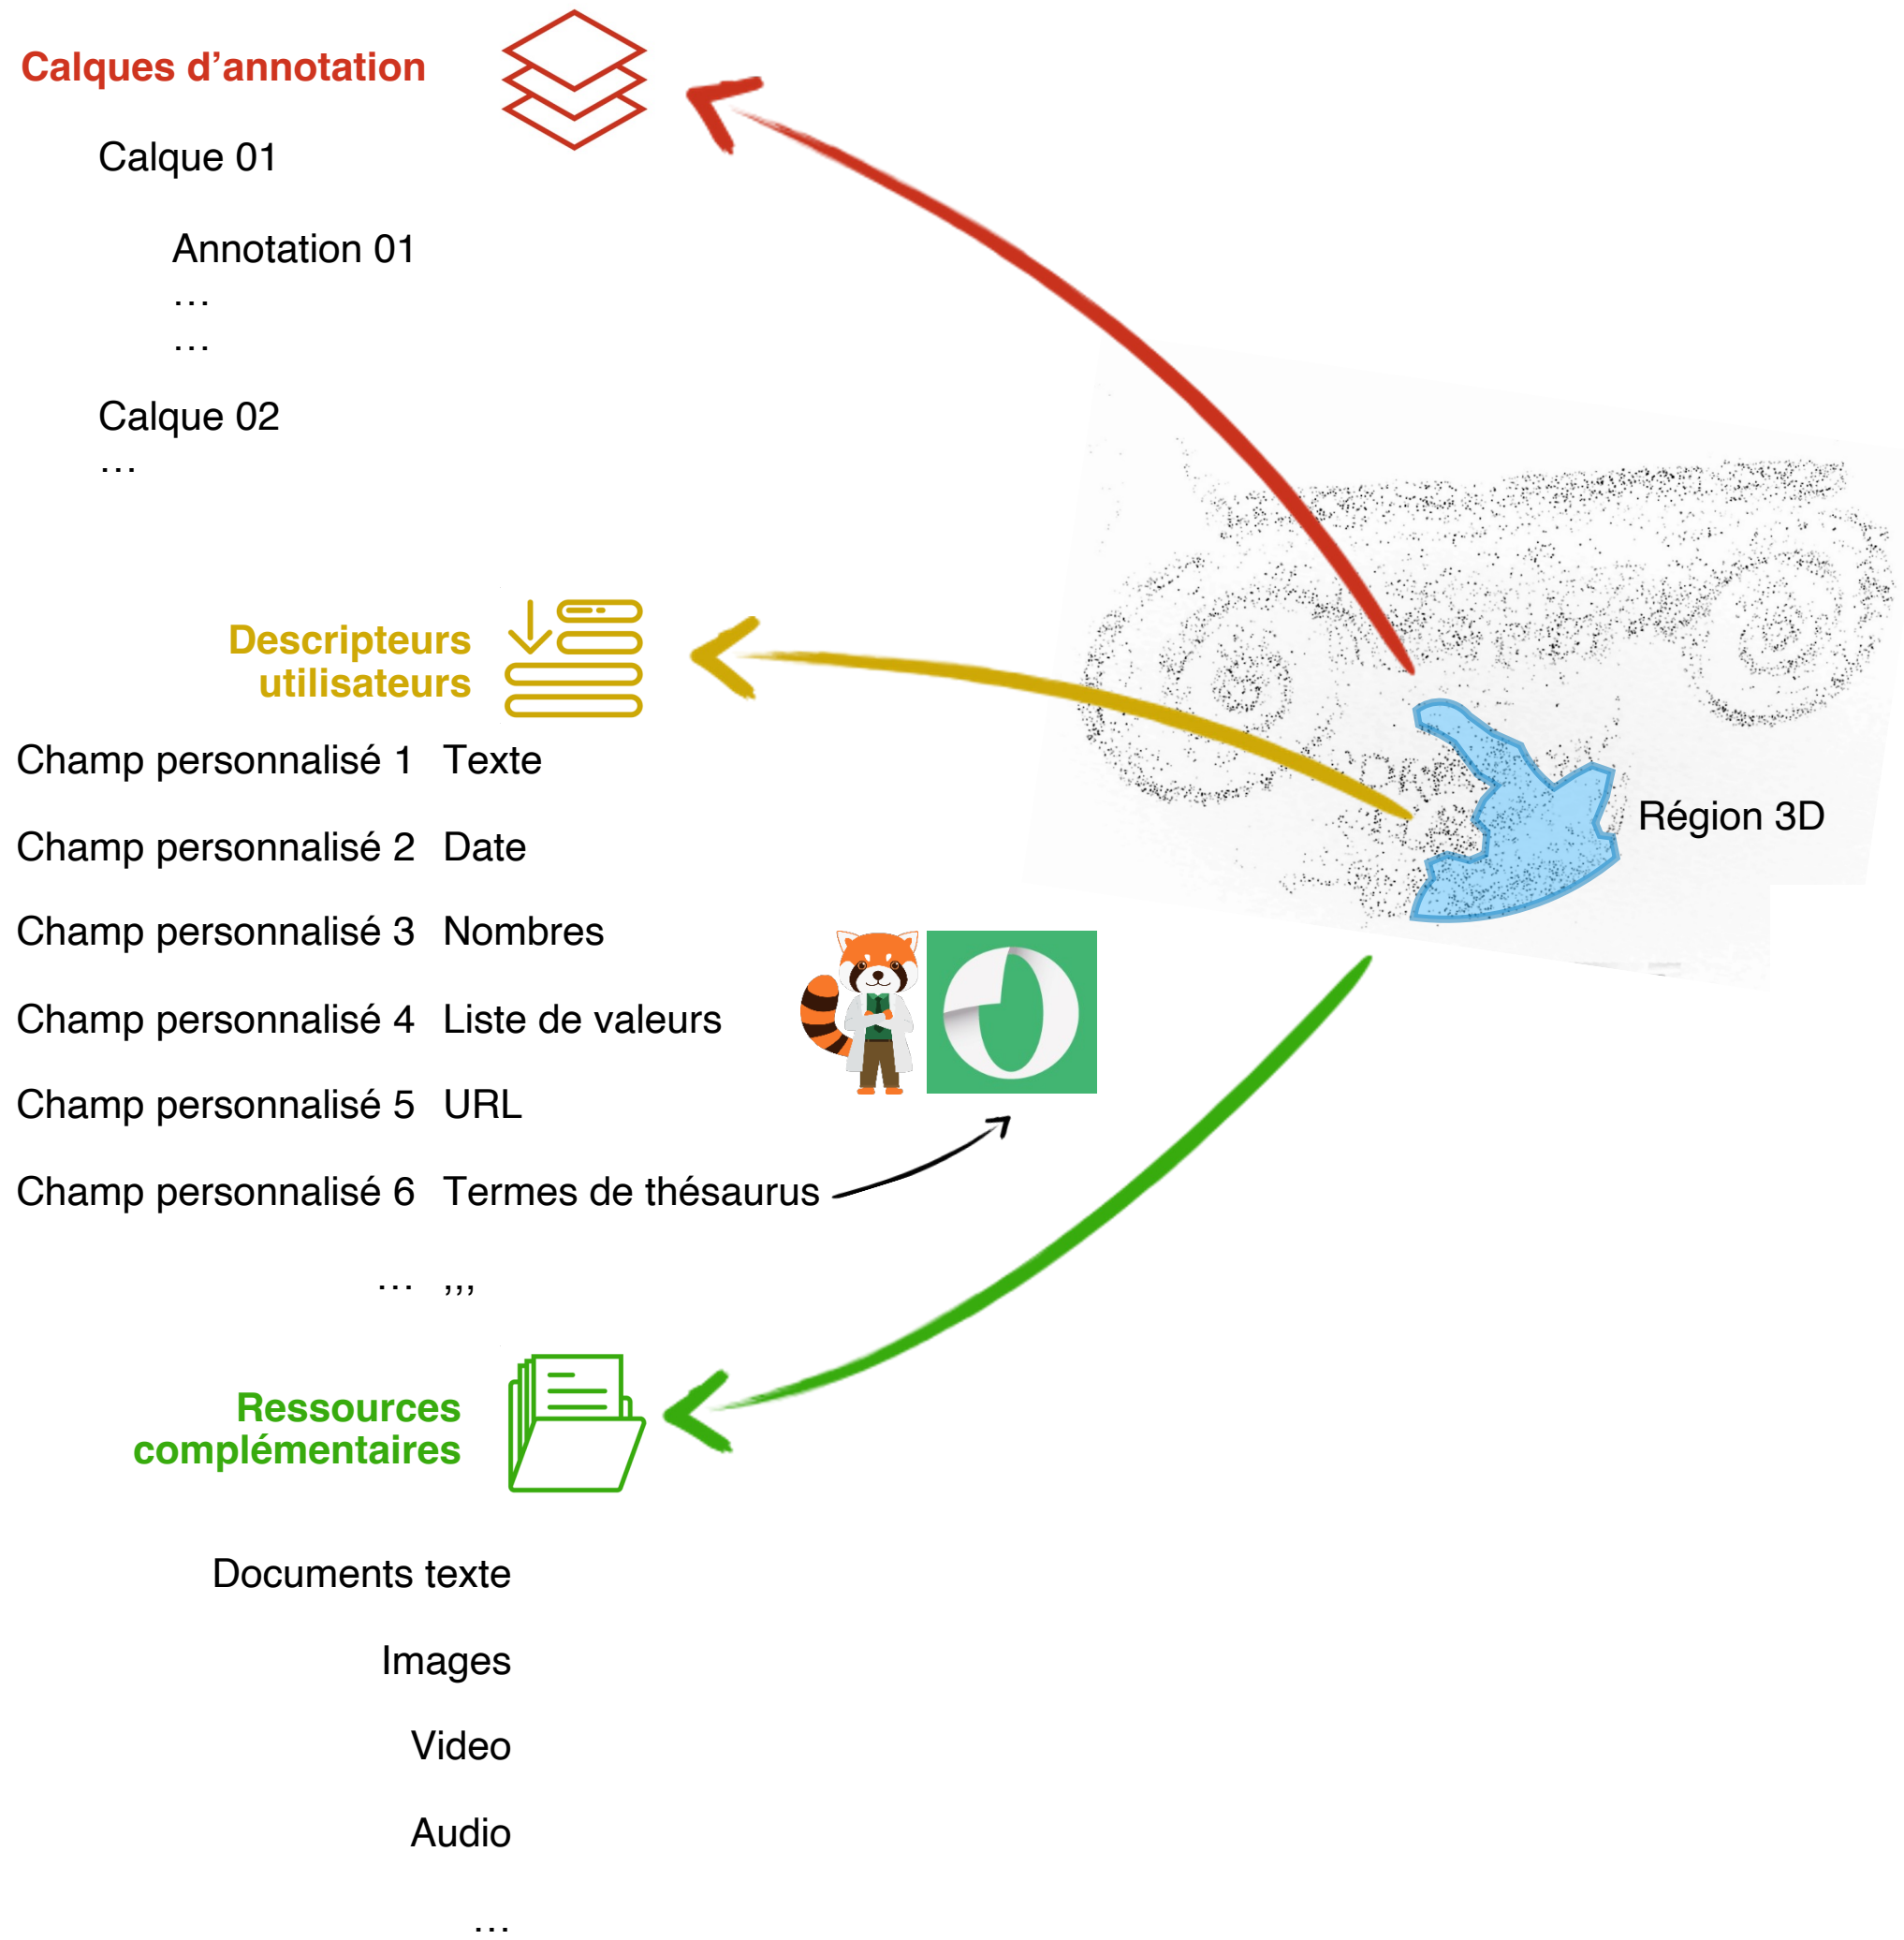 Calques d’annotation
Calque 01
Annotation 01
…
…
Calque 02
…
Descripteurs
utilisateurs
Champ personnalisé 1 Texte
Champ personnalisé 2 Date
Champ personnalisé 3 Nombres
Champ personnalisé 4 Liste de valeurs
Champ personnalisé 5 URL
Champ personnalisé 6 Termes de thésaurus
… ,,,
Région 3D
Ressources
complémentaires
Documents texte
Images
Video
Audio
…